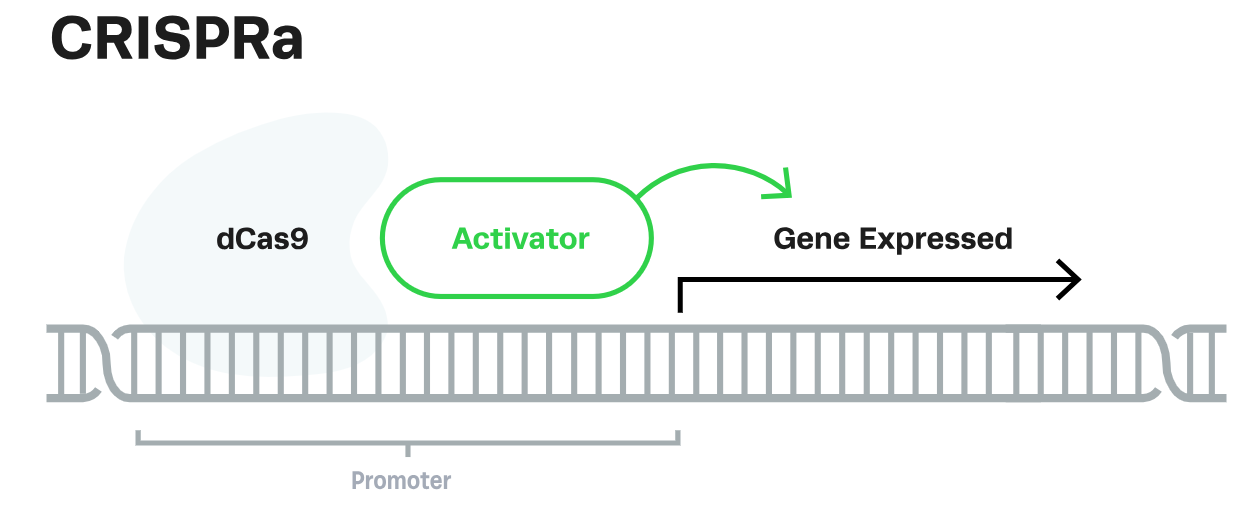 CRISPRa
dCas9
Activator
Gene Expressed
Promoter